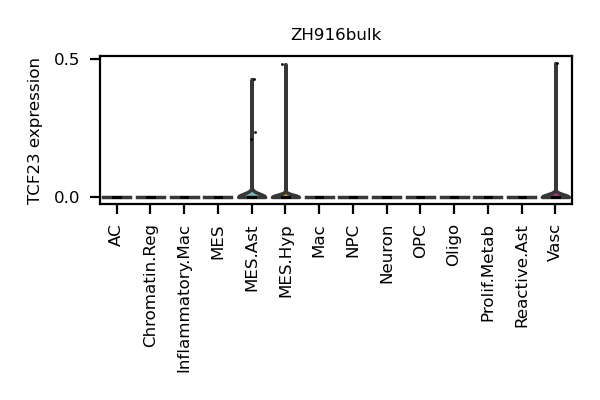 ZH916bulk
TCF23 expression
0.5
0.0
AC
Chromatin.Reg
Inflammatory.Mac
MES
MES.Ast
MES.Hyp
Mac
NPC
Neuron
OPC
Oligo
Prolif.Metab
Reactive.Ast
Vasc